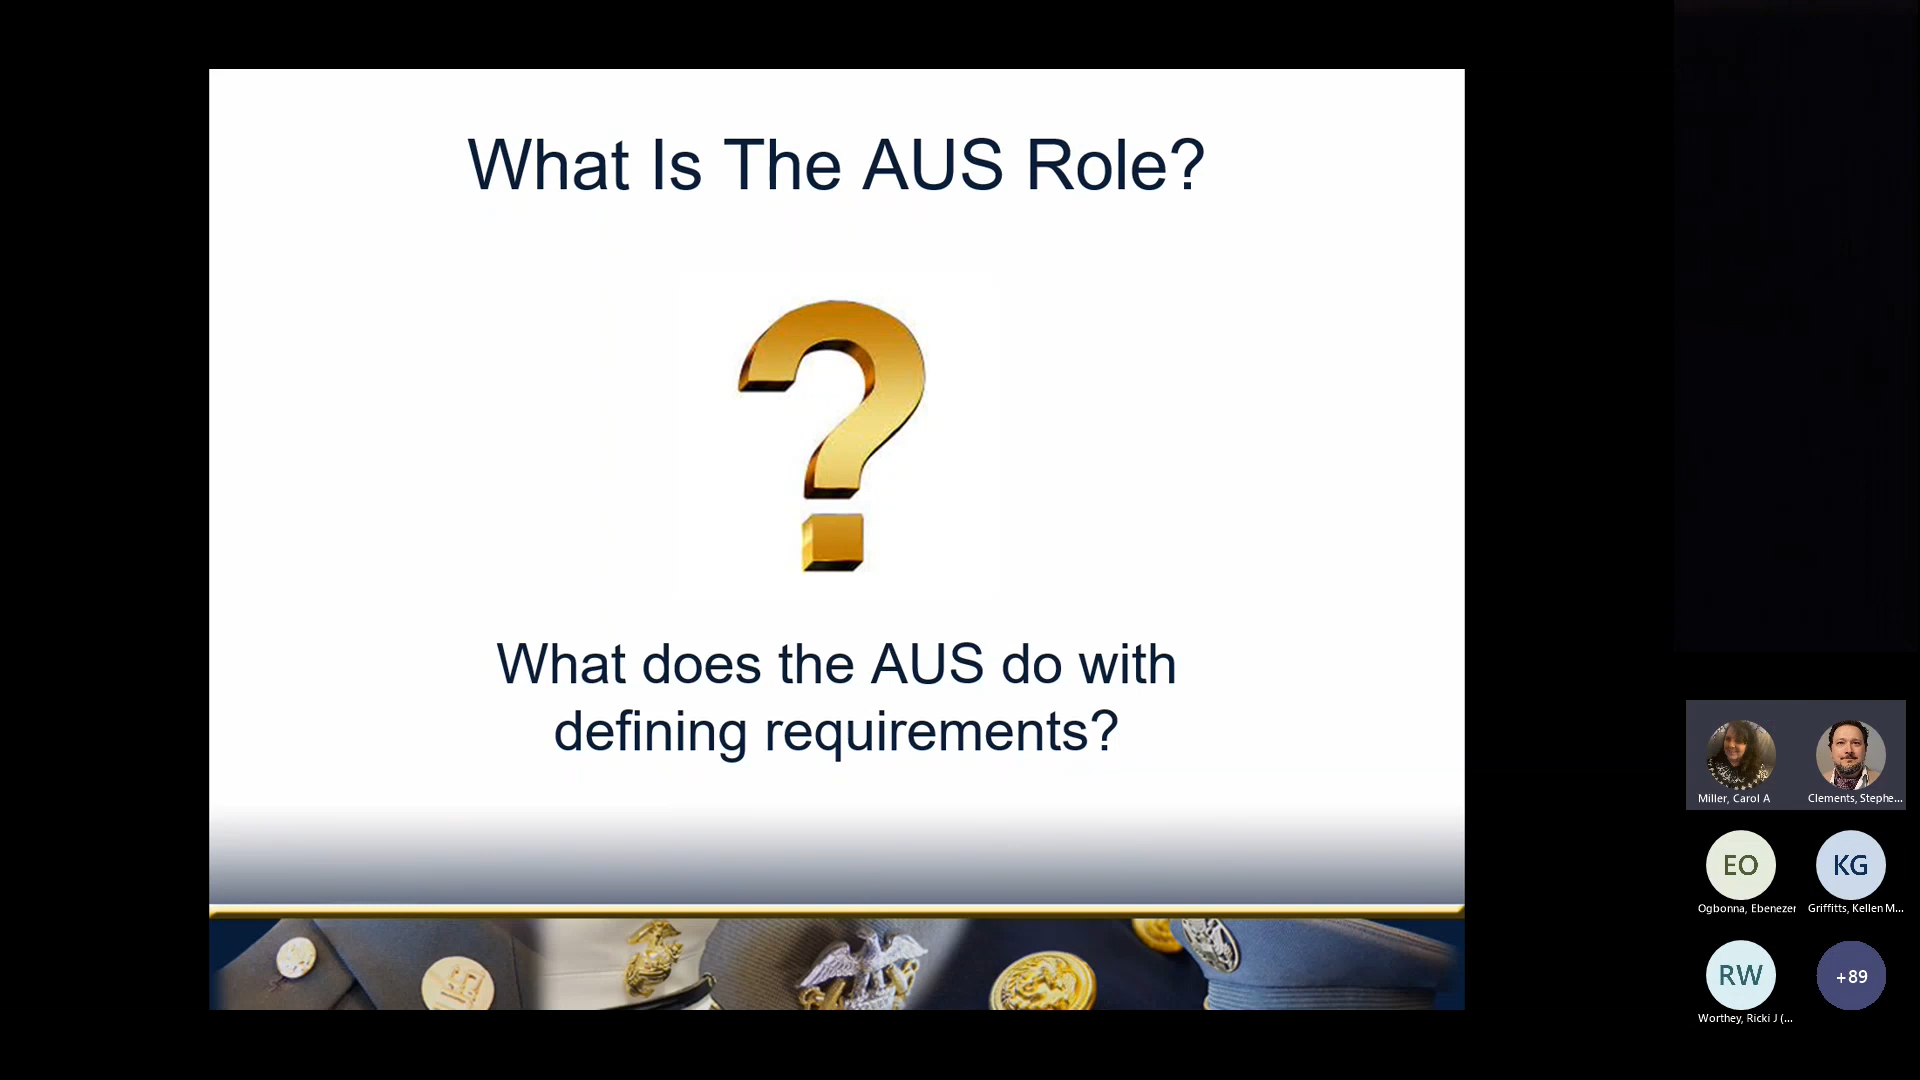 What Is The AUS Role?
?
What does the AUS do with
defining requirements?
Miller, Carol A
Clements, Stephe...
EO
KG
Ogbonna, Ebenezer
Griffitts, Kellen M...
RW
+89
Worthey, Ricki J (...